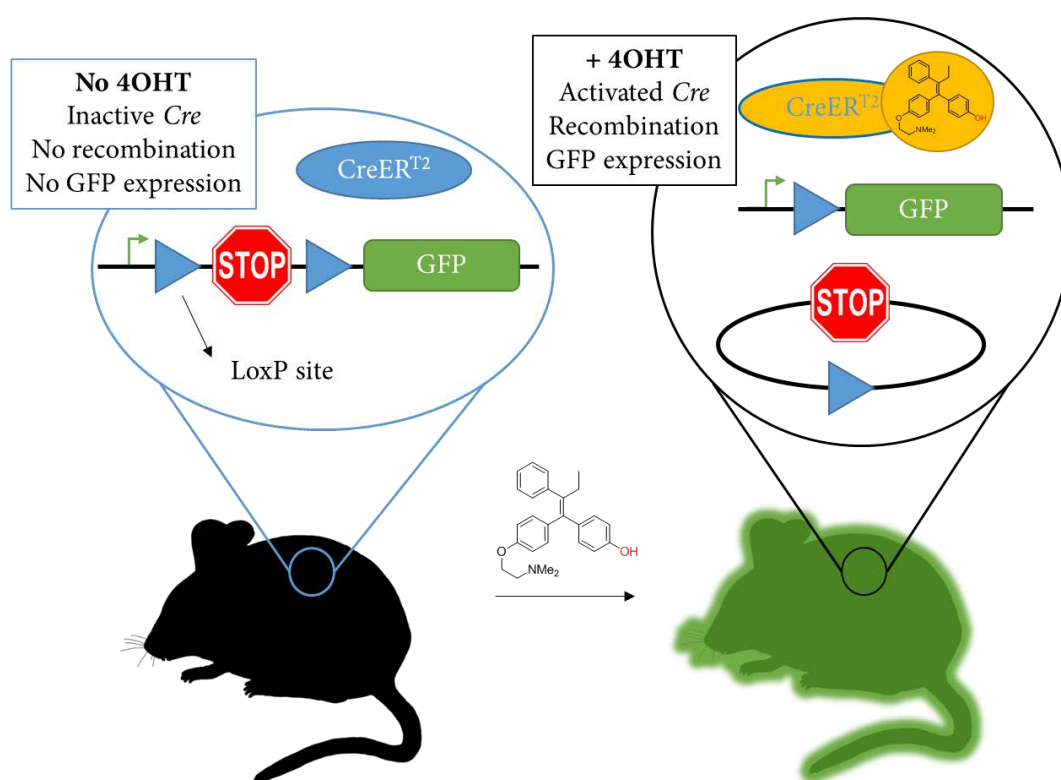 No 4OHT
Inactive Cre
No recombination
No GFP expression
CreERT2
STOP
GFP
LoxP site
+ 4OHT
Activated Cre
Recombination
GFP expression
CreERT2
O
NMe2
OH
GFP
STOP
O
NMe2
OH